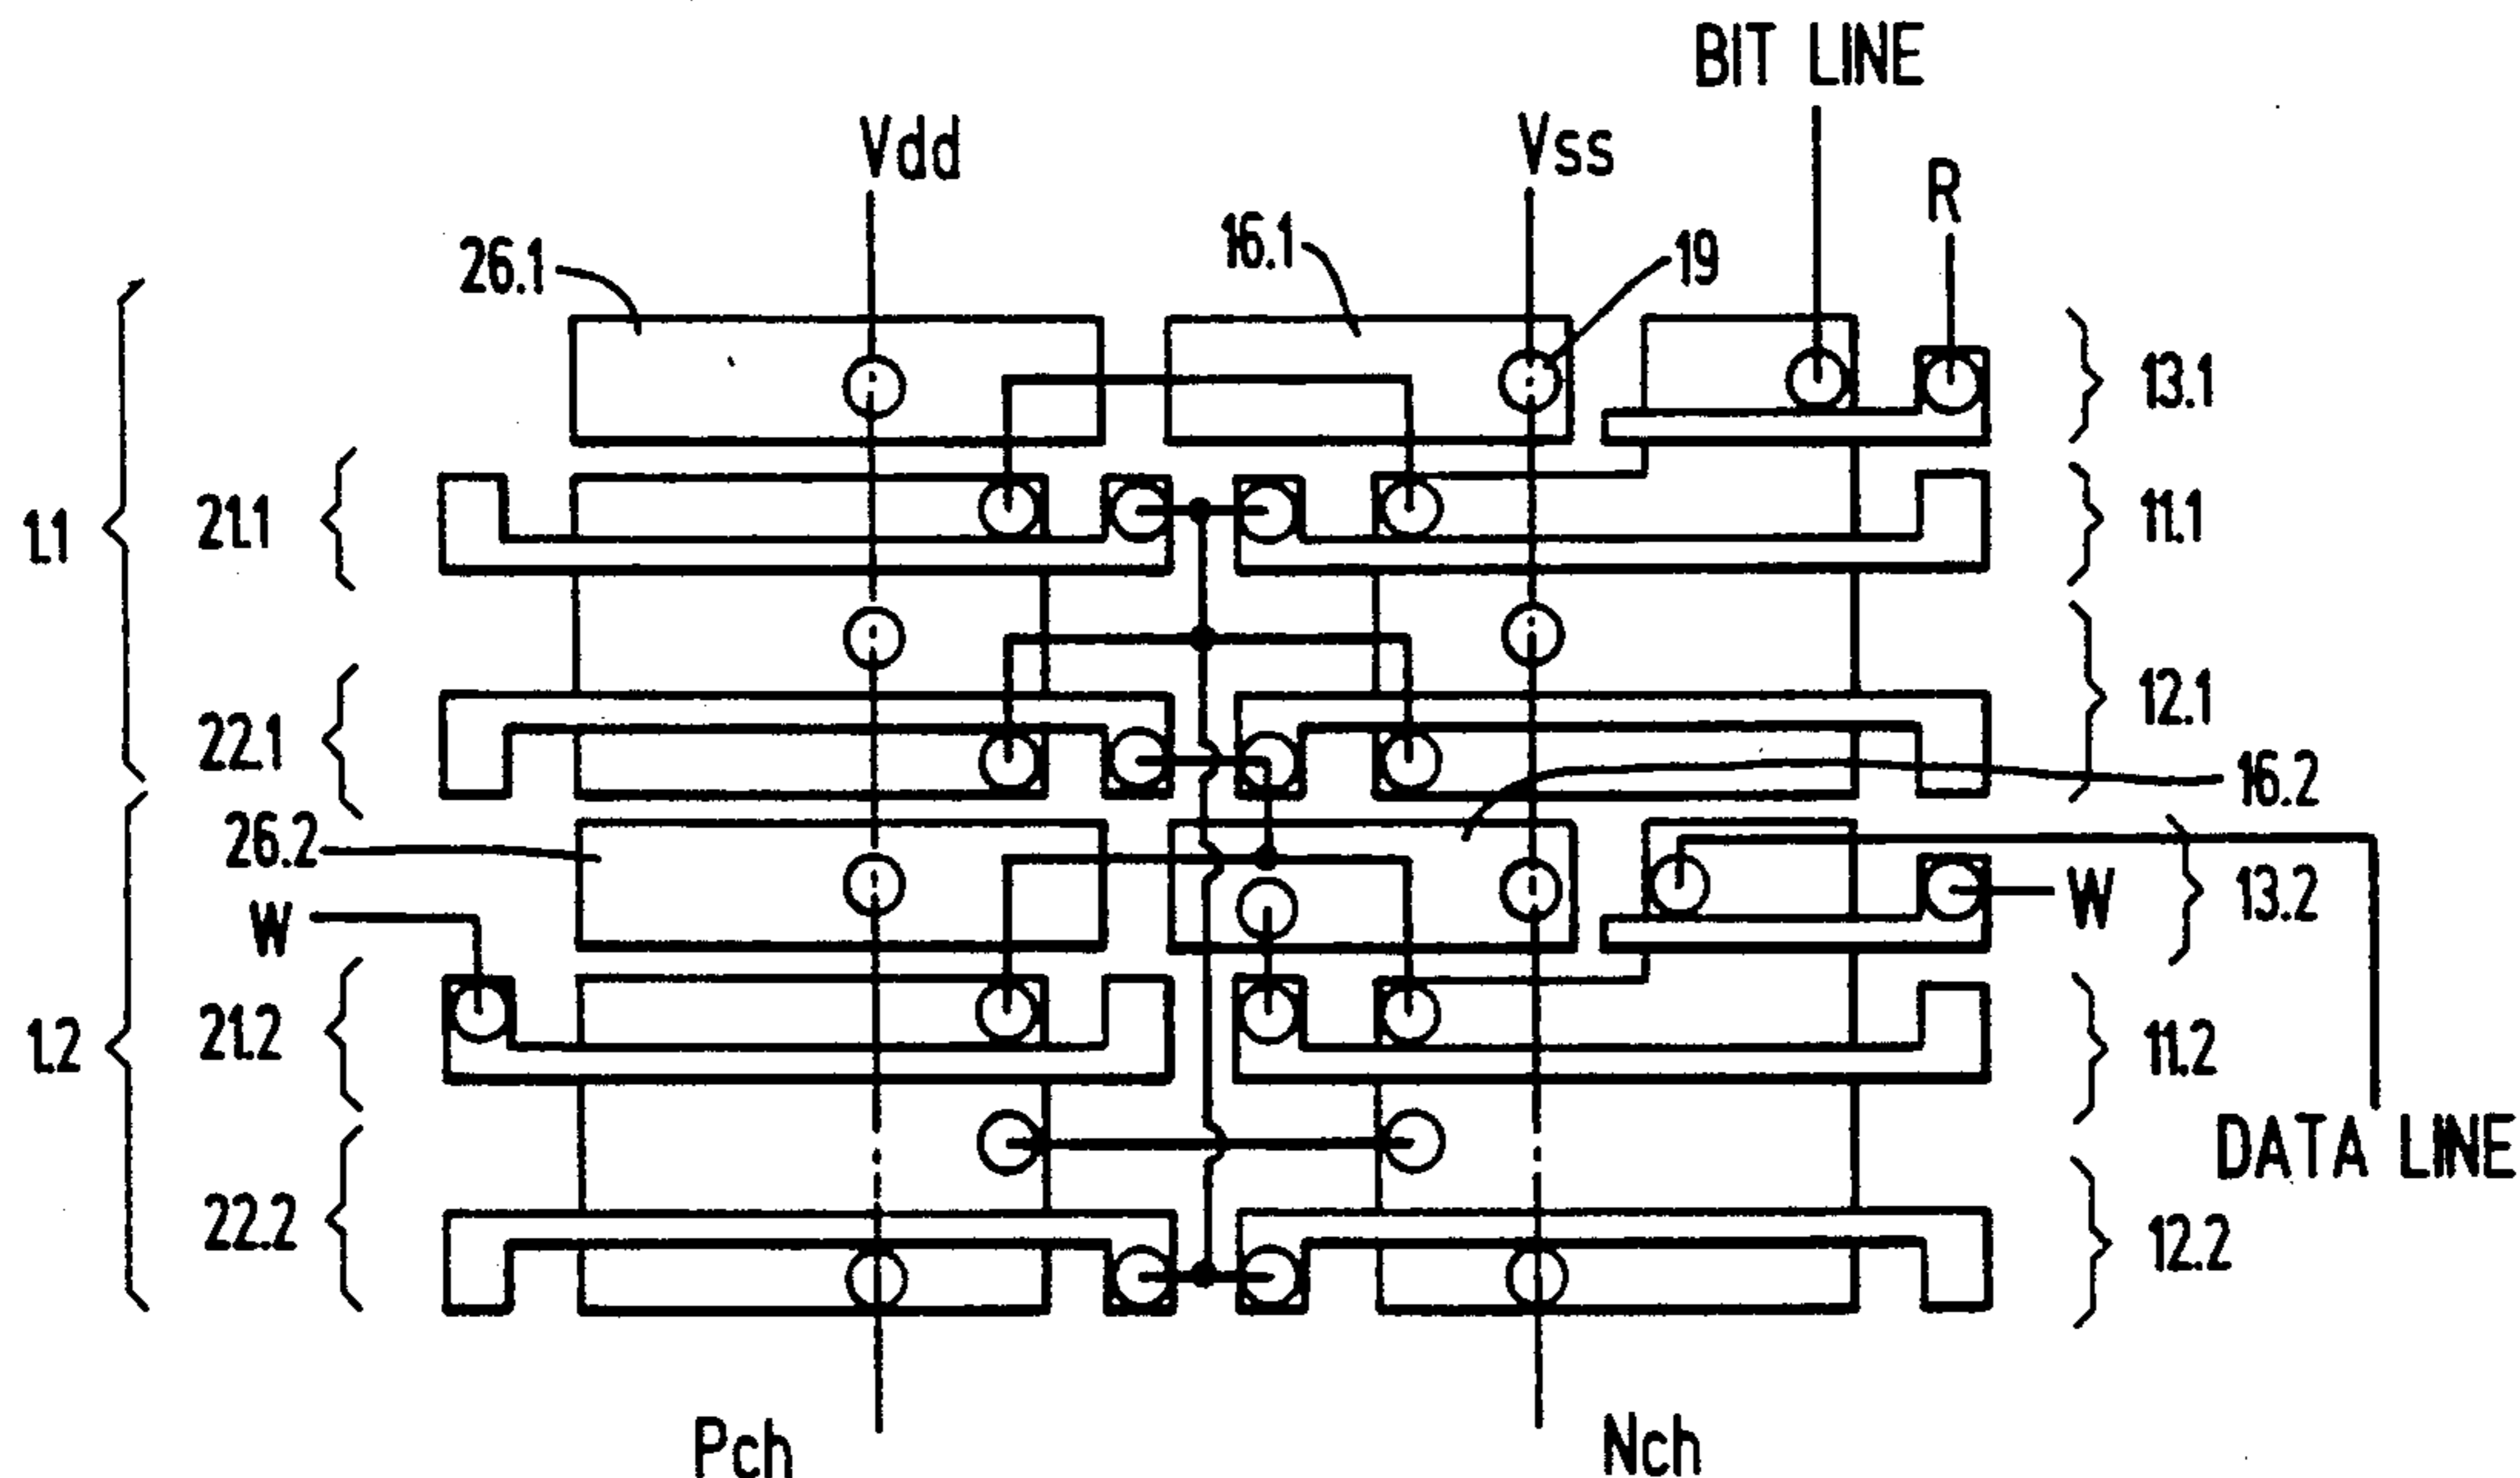 BIT LINE
Vdd
Vss
R
26.1
16.1
19
13.1
1.1
21.1
11.1
22.1
12.1
16.2
26.2
W
W
13.2
1.2
21.2
11.2
DATA LINE
22.2
12.2
Pch
Nch